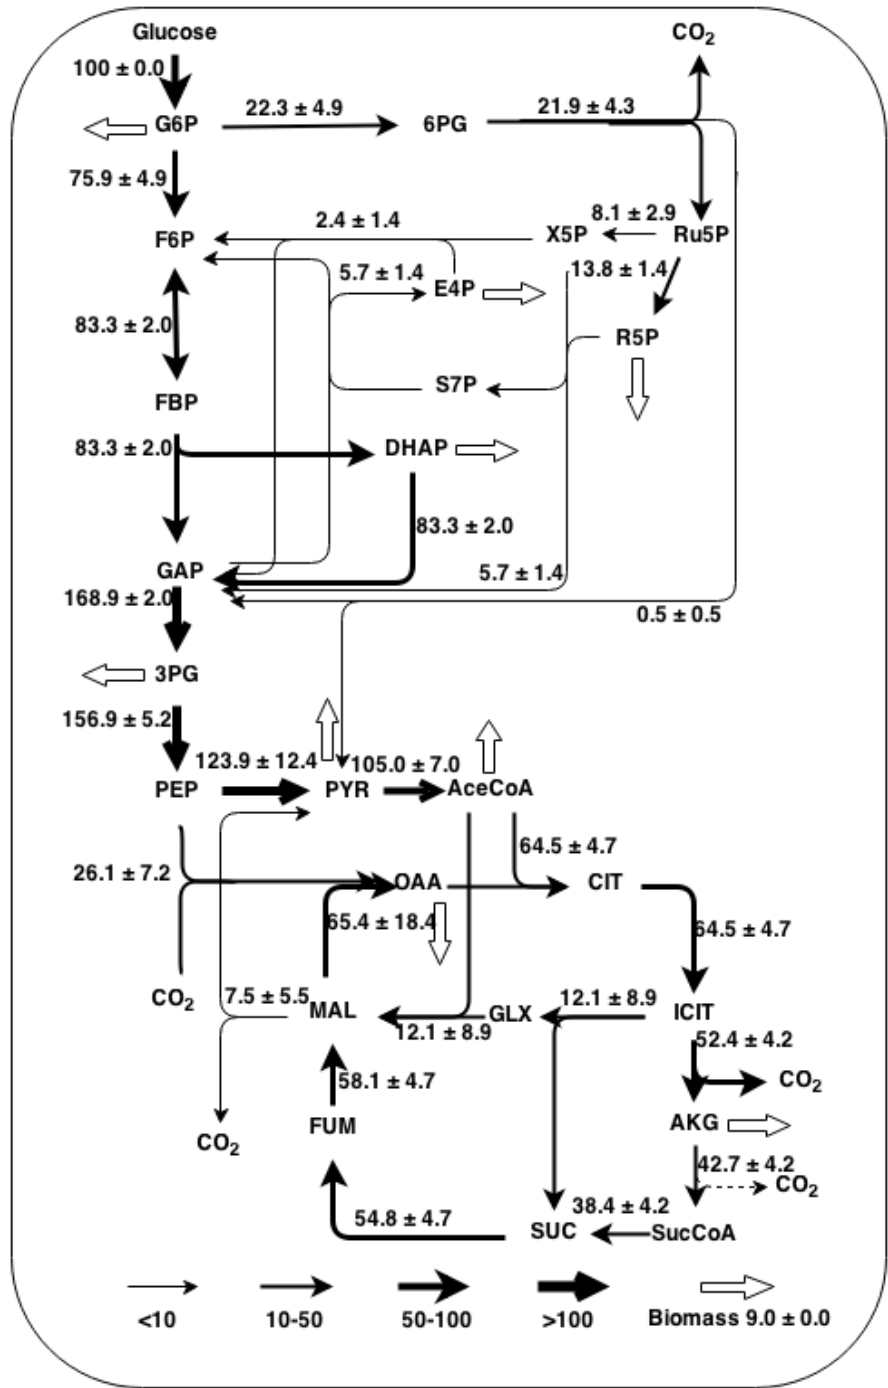 Glucose
CO2
100 ± 0.0
22.3 ± 4.9
21.9 ± 4.3
G6P
6PG
75.9 ± 4.9
8.1 ± 2.9
2.4 ± 1.4
F6P
X5P
Ru5P
5.7 ± 1.4
13.8 ± 1.4
E4P
83.3 ± 2.0
R5P
S7P
FBP
83.3 ± 2.0
DHAP
83.3 ± 2.0
GAP
5.7 ± 1.4
168.9 ± 2.0
0.5 ± 0.5
3PG
156.9 ± 5.2
123.9 ± 12.4
105.0 ± 7.0
PEP
PYR
AceCoA
64.5 ± 4.7
26.1 ± 7.2
OAA
CIT
65.4 ± 18.4
64.5 ± 4.7
CO2
7.5 ± 5.5
MAL
12.1 ± 8.9
GLX
12.1 ± 8.9
ICIT
52.4 ± 4.2
58.1 ± 4.7
CO2
FUM
AKG
CO2
42.7 ± 4.2
CO2
54.8 ± 4.7
38.4 ± 4.2
SUC
SucCoA
<10
10-50
50-100
>100
Biomass 9.0 ± 0.0